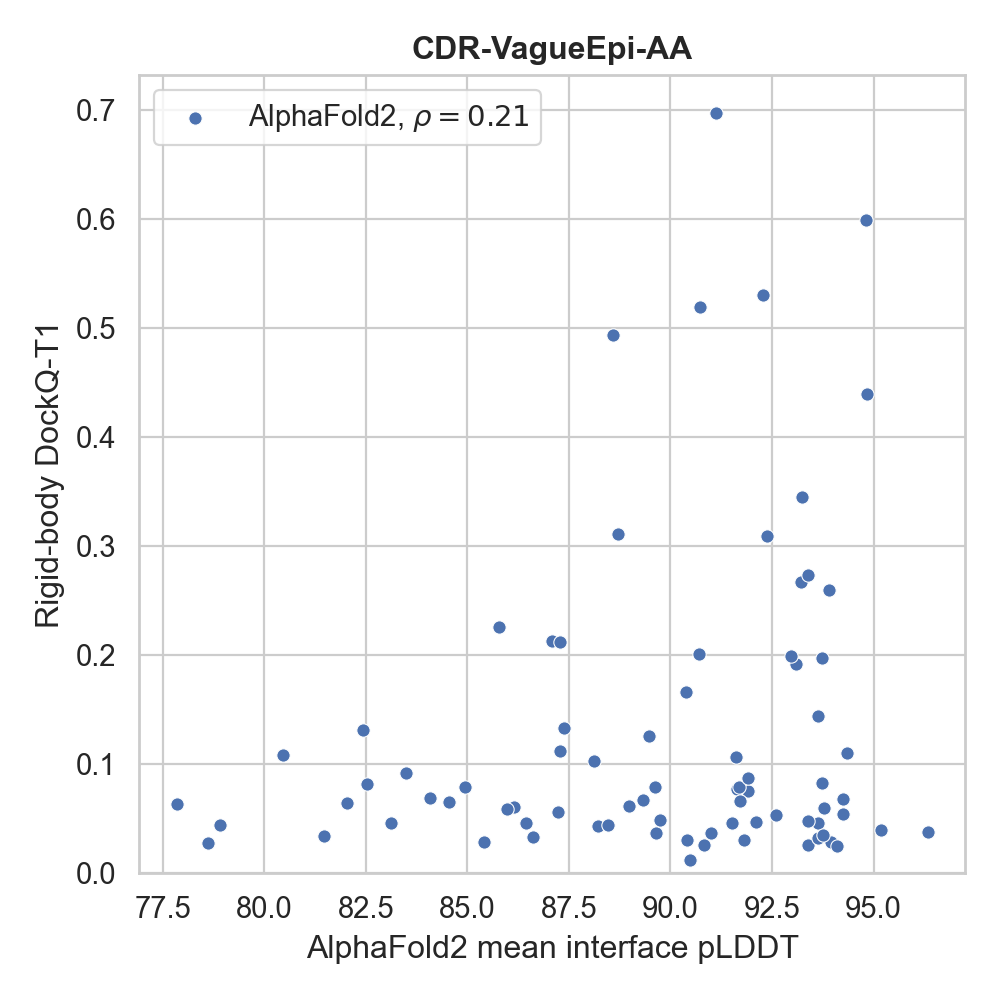 CDR-VagueEpi-AA
AlphaFold2, ρ = 0.21
0.7
0.6
0.5
0.4
0.3
0.2
0.1
0.0
Rigid-body DockQ-T1
77.5 80.0 82.5 85.0 87.5 90.0 92.5 95.0
AlphaFold2 mean interface pLDDT